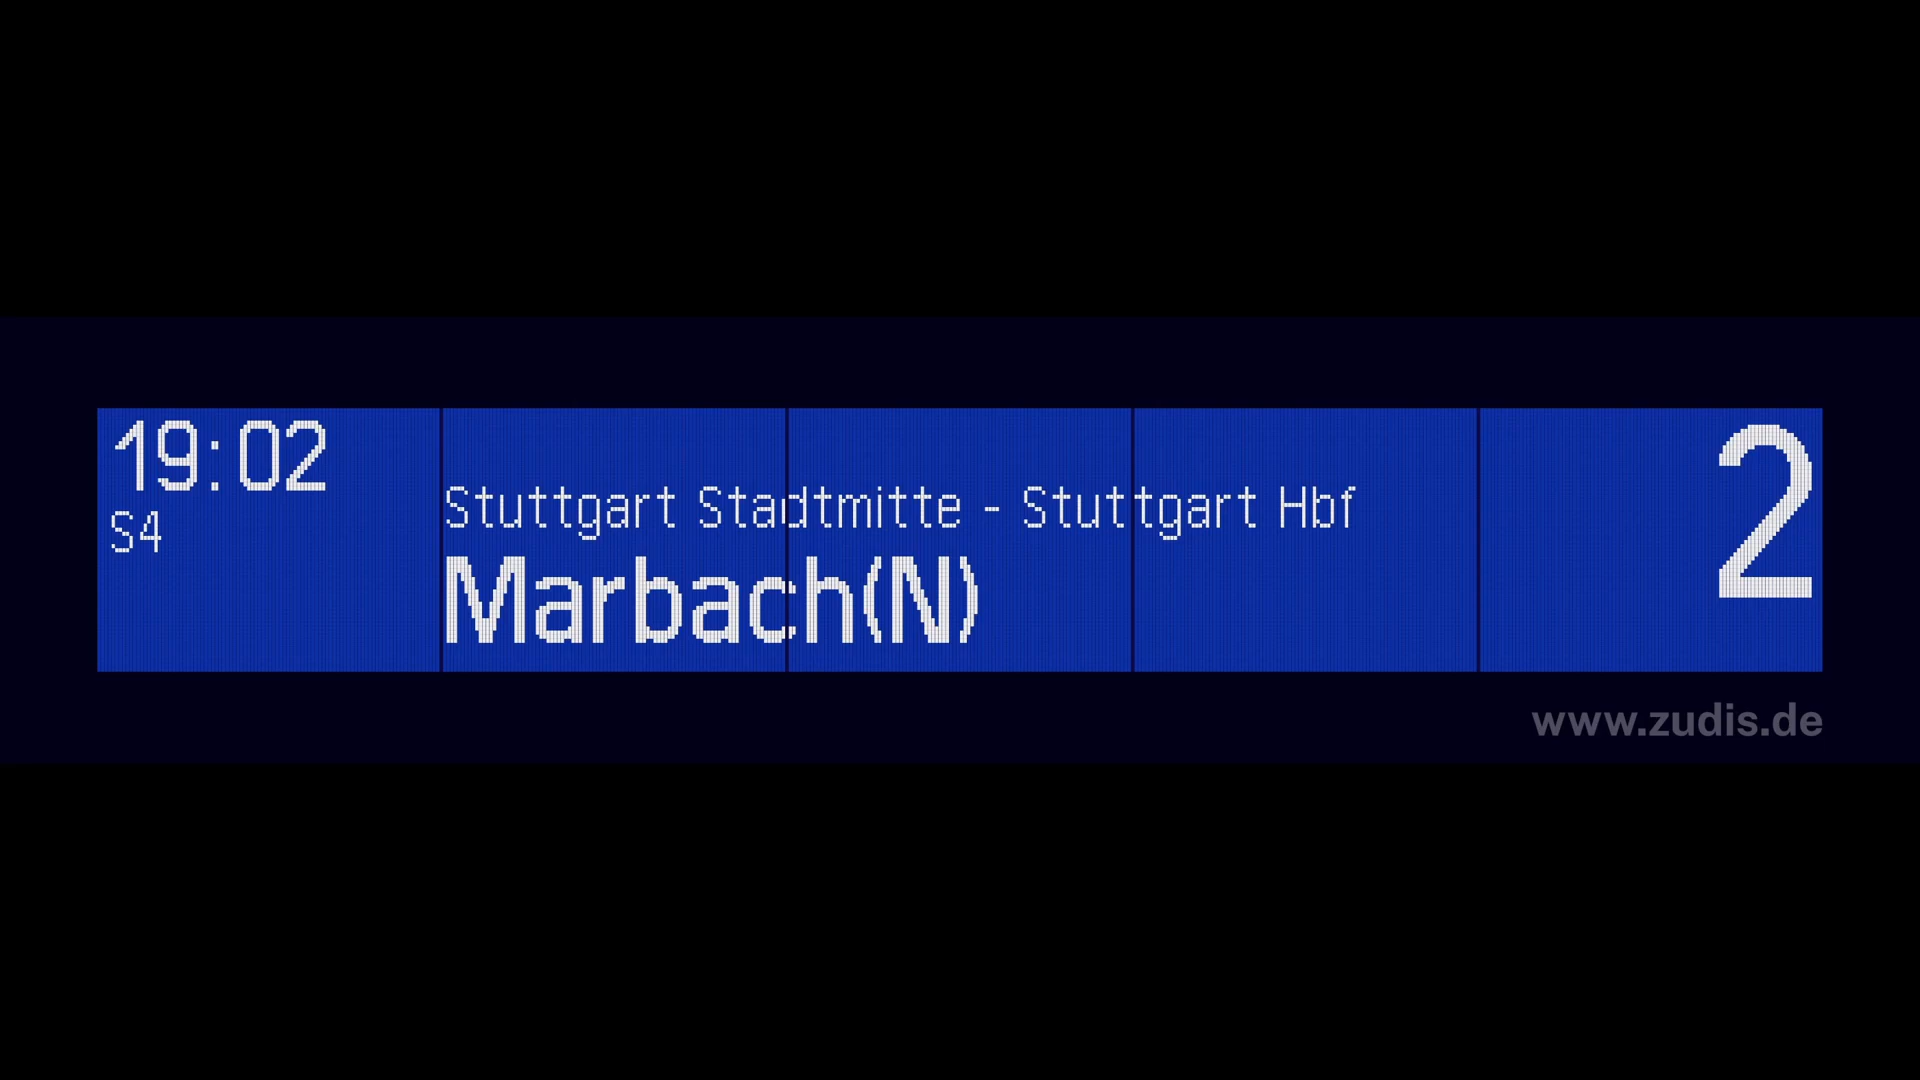 19:02
S4
Stuttgart Stadtmitte - Stuttgart Hbf
Marbach(N)
2
www.zudis.de